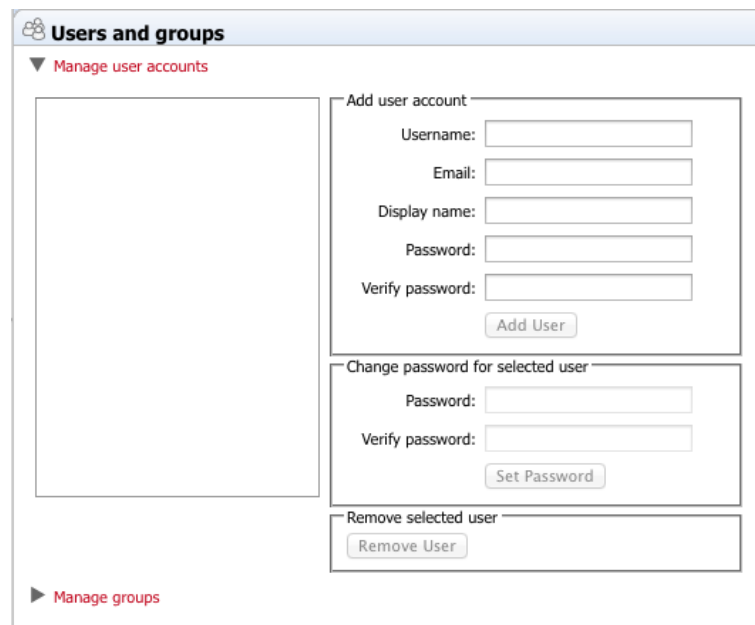 Users and groups
Manage user accounts
Add user account
Username:
Email:
Display name:
Password:
Verify password:
Add User
Change password for selected user
Password:
Verify password:
Set Password
Remove selected user
Remove User
Manage groups